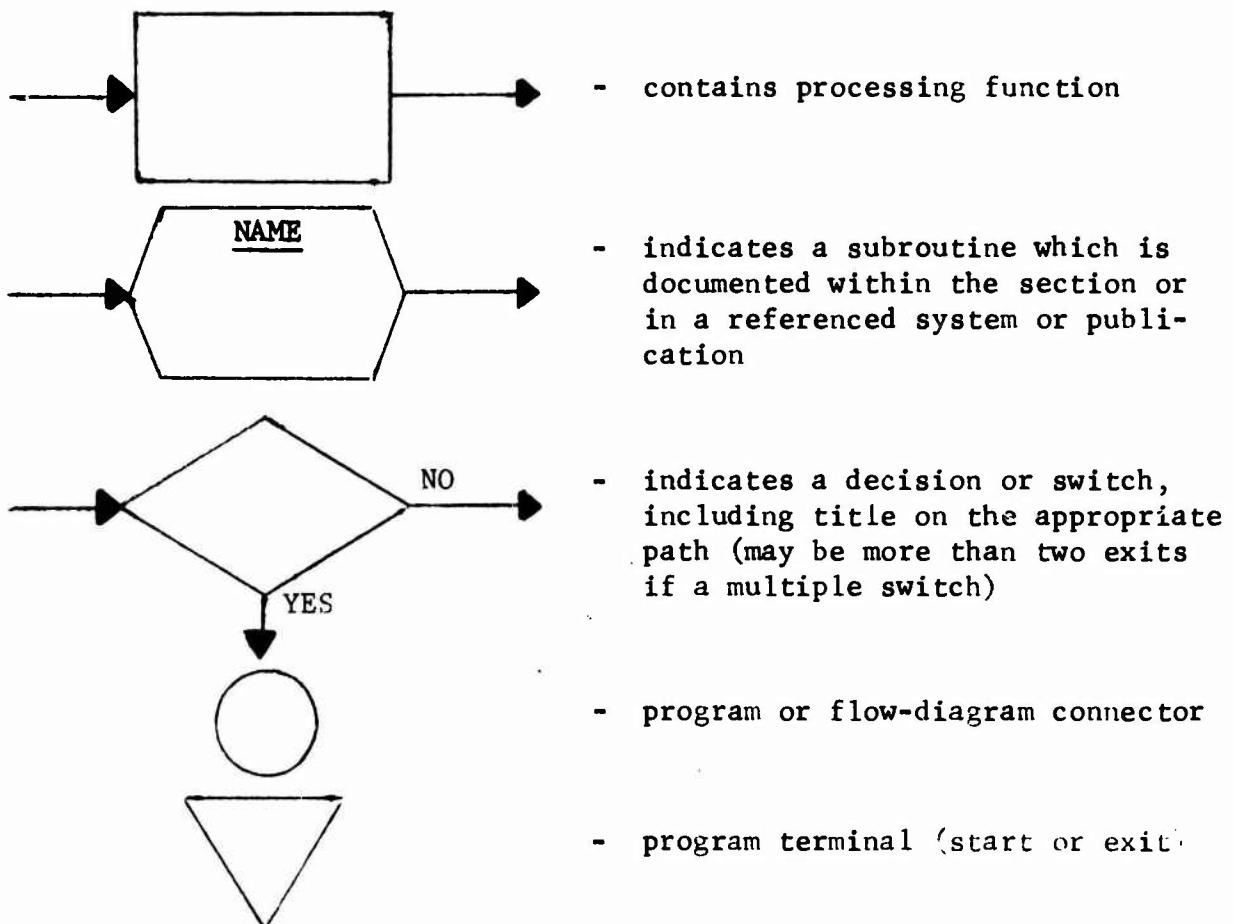 - contains processing function
NAME
- indicates a subroutine which is
documented within the section or
in a referenced system or publi-
cation
NO
- indicates a decision or switch,
including title on the appropriate
path (may be more than two exits
if a multiple switch)
YES
- program or flow-diagram connector
- program terminal (start or exit